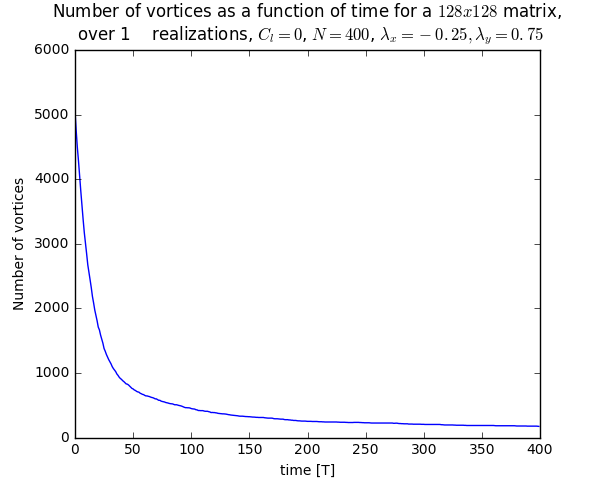 Number of vortices as a function of time for a 128x128 matrix,
over 1 realizations, C_l = 0, N = 400, λ_x = −0.25, λ_y = 0.75
6000
5000
4000
3000
2000
1000
0
Number of vortices
0 50 100 150 200 250 300 350 400
time [T]